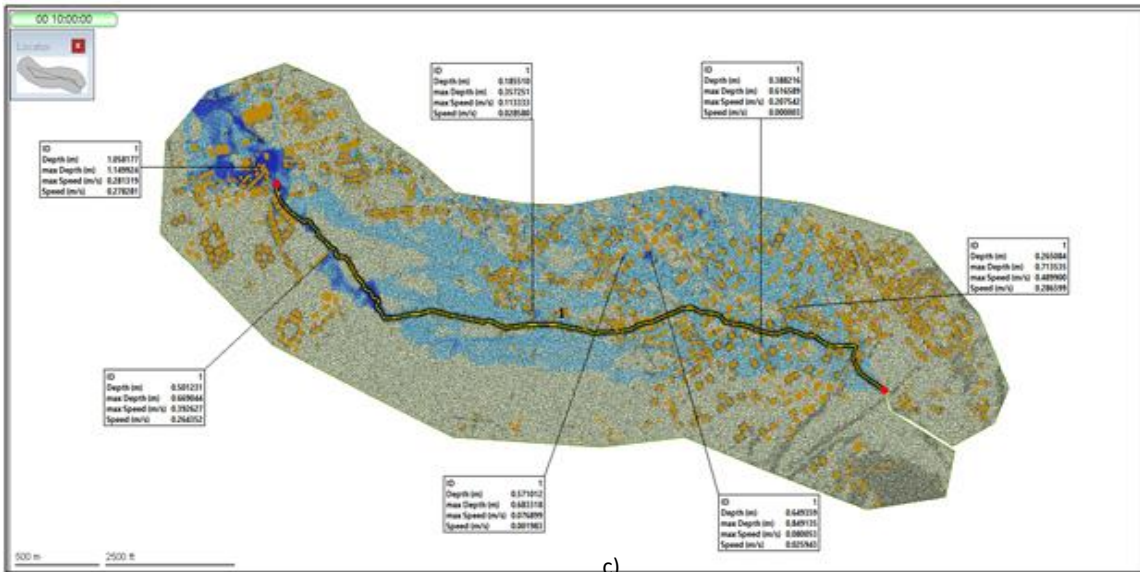 00 10:00:00
Locator x
ID 1
Depth (m) 0.185510
max Depth (m) 0.357251
max Speed (m/s) 0.113333
Speed (m/s) 0.028580
ID 1
Depth (m) 0.388216
max Depth (m) 0.616589
max Speed (m/s) 0.207542
Speed (m/s) 0.000003
ID 1
Depth (m) 1.058177
max Depth (m) 1.149924
max Speed (m/s) 0.281319
Speed (m/s) 0.278281
ID 1
Depth (m) 0.265084
max Depth (m) 0.713535
max Speed (m/s) 0.489900
Speed (m/s) 0.286599
1
ID 1
Depth (m) 0.501231
max Depth (m) 0.669044
max Speed (m/s) 0.392627
Speed (m/s) 0.264352
ID 1
Depth (m) 0.571012
max Depth (m) 0.603318
max Speed (m/s) 0.076899
Speed (m/s) 0.001983
ID 1
Depth (m) 0.649359
max Depth (m) 0.849135
max Speed (m/s) 0.080053
Speed (m/s) 0.025943
500 m 2500 ft
c)